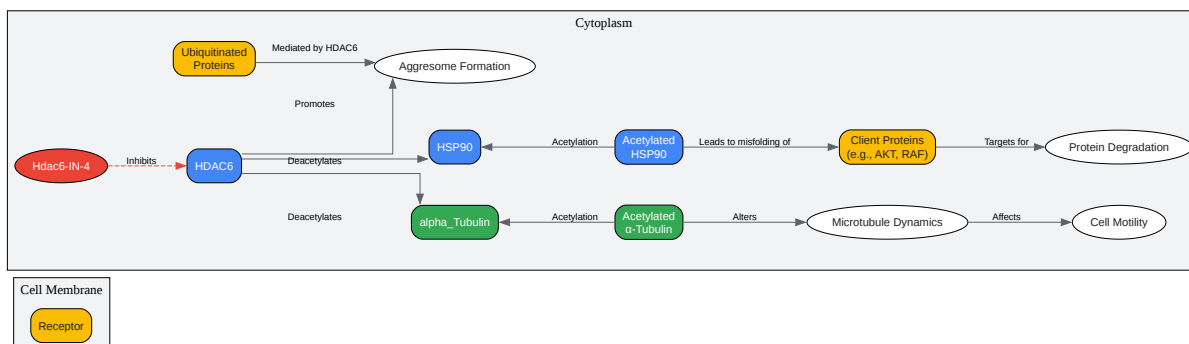 Cytoplasm
Ubiquitinated
Proteins
Mediated by HDAC6
Aggresome Formation
Promotes
Hdac6-IN-4
Inhibits
HDAC6
Deacetylates
HSP90
Acetylation
Acetylated
HSP90
Leads to misfolding of
Client Proteins
(e.g., AKT, RAF)
Targets for
Protein Degradation
Deacetylates
alpha_Tubulin
Acetylation
Acetylated
α-Tubulin
Alters
Microtubule Dynamics
Affects
Cell Motility
Cell Membrane
Receptor